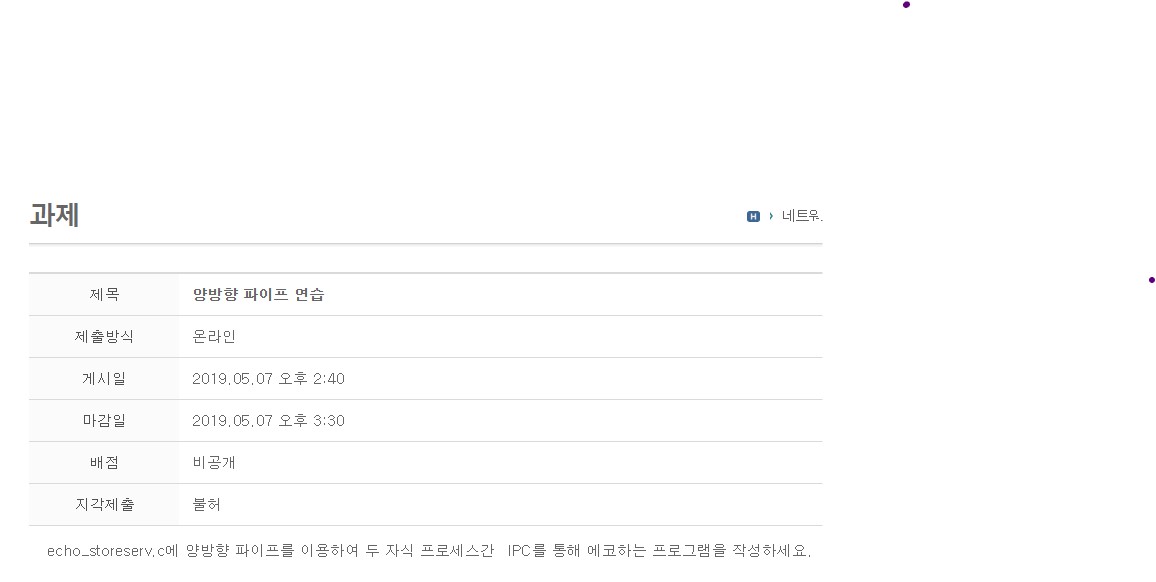 과제
H › 네트워
제목 양방향 파이프 연습
제출방식 온라인
게시일 2019.05.07 오후 2:40
마감일 2019.05.07 오후 3:30
배점 비공개
지각제출 불허
echo_storeserv.c에 양방향 파이프를 이용하여 두 자식 프로세스간 IPC를 통해 에코하는 프로그램을 작성하세요.